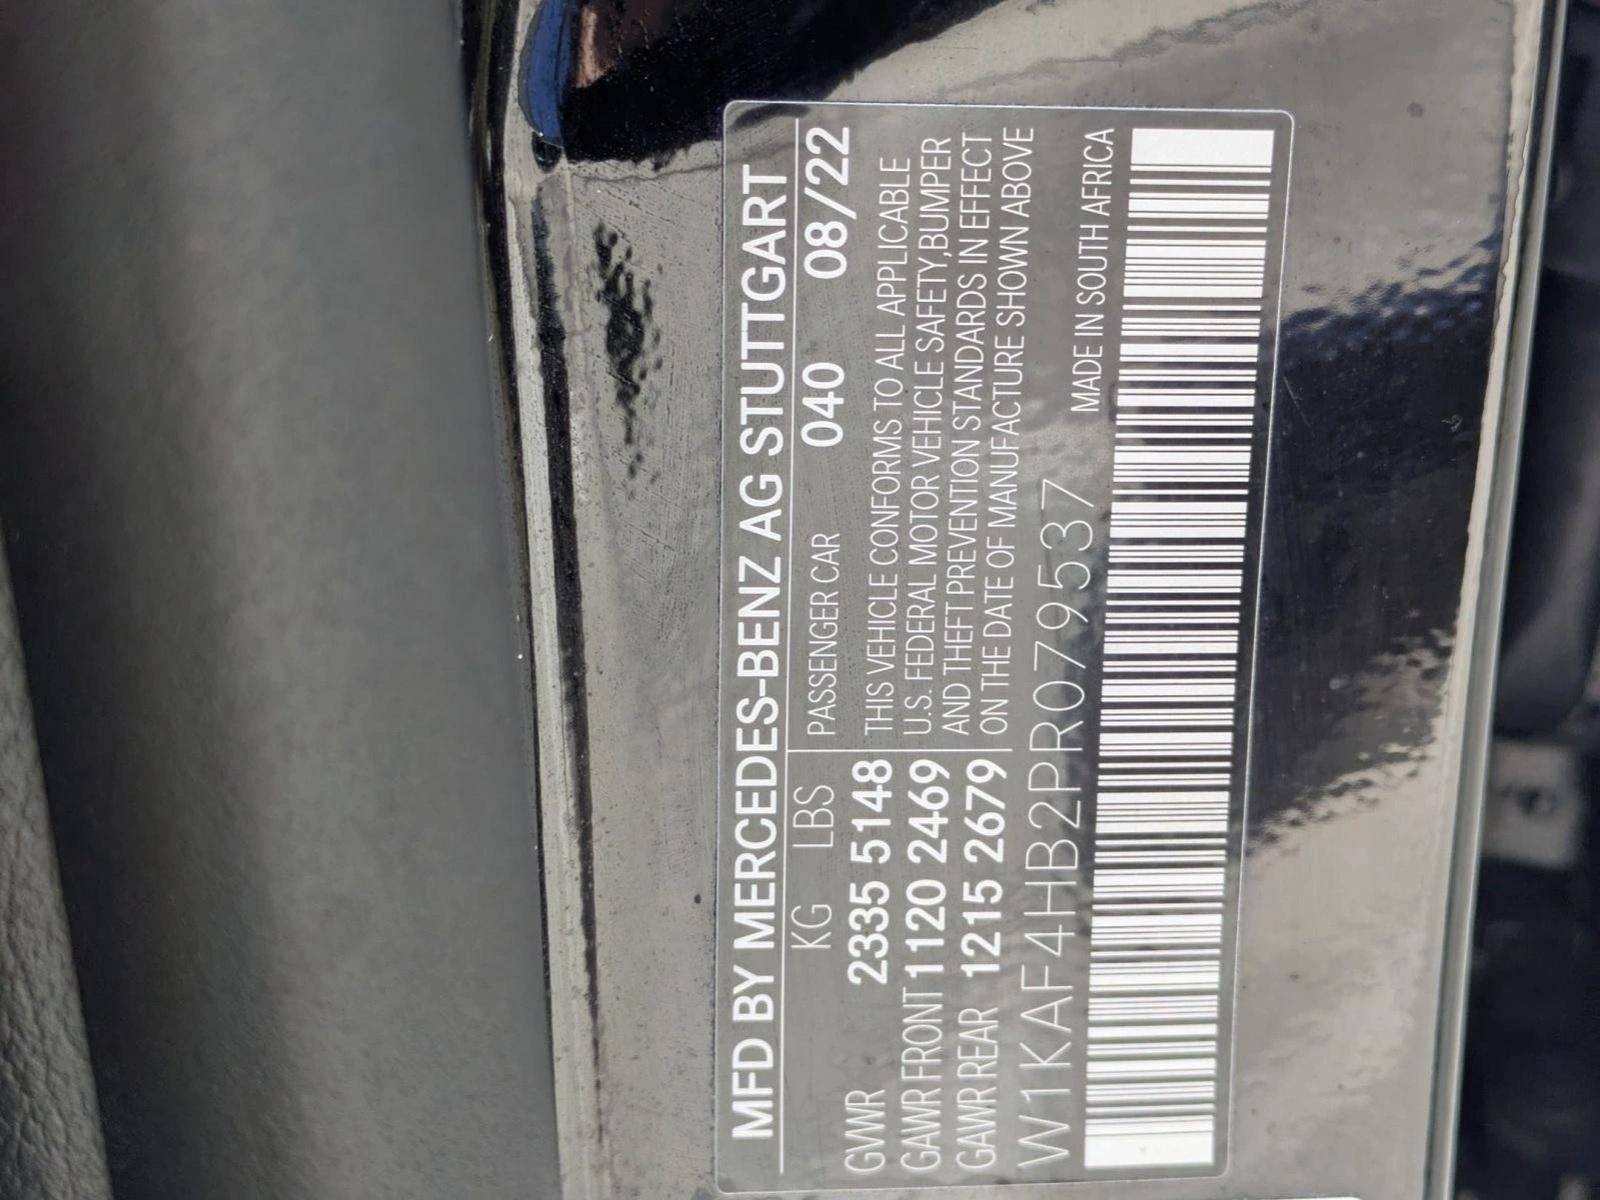 MFD BY MERCEDES-BENZ AG STUTTGART
KG LBS PASSENGER CAR 040 08/22
GVWR 2335 5148 THIS VEHICLE CONFORMS TO ALL APPLICABLE
GAWR FRONT 1120 2469 U.S. FEDERAL MOTOR VEHICLE SAFETY,BUMPER
GAWR REAR 1215 2679 AND THEFT PREVENTION STANDARDS IN EFFECT
ON THE DATE OF MANUFACTURE SHOWN ABOVE
W1KAF4HB2PR079537 MADE IN SOUTH AFRICA